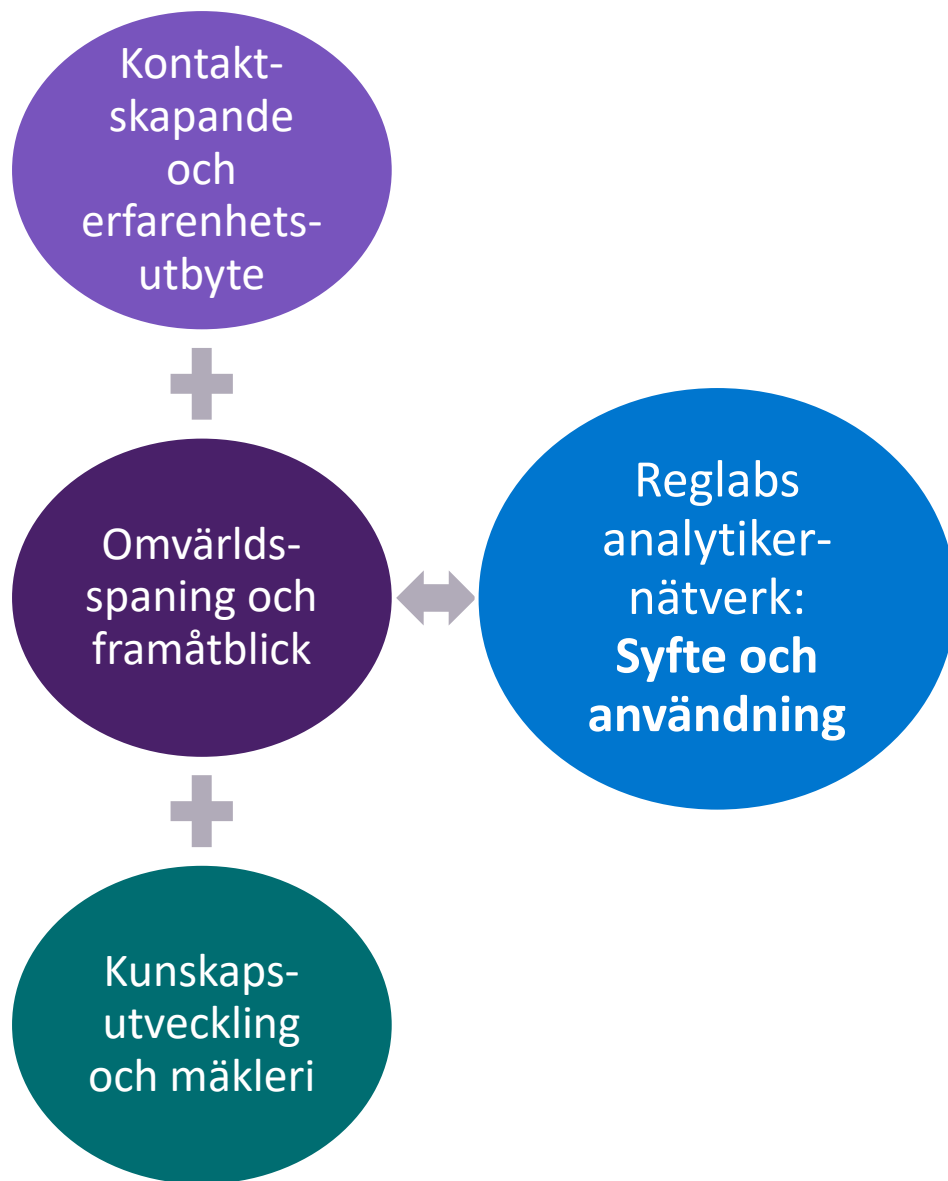 Kontakt-
skapande
och
erfarenhets-
utbyte
Omvärlds-
spaning och
framåtblick
Kunskaps-
utveckling
och mäkleri
Reglabs
analytiker-
nätverk:
Syfte och
användning